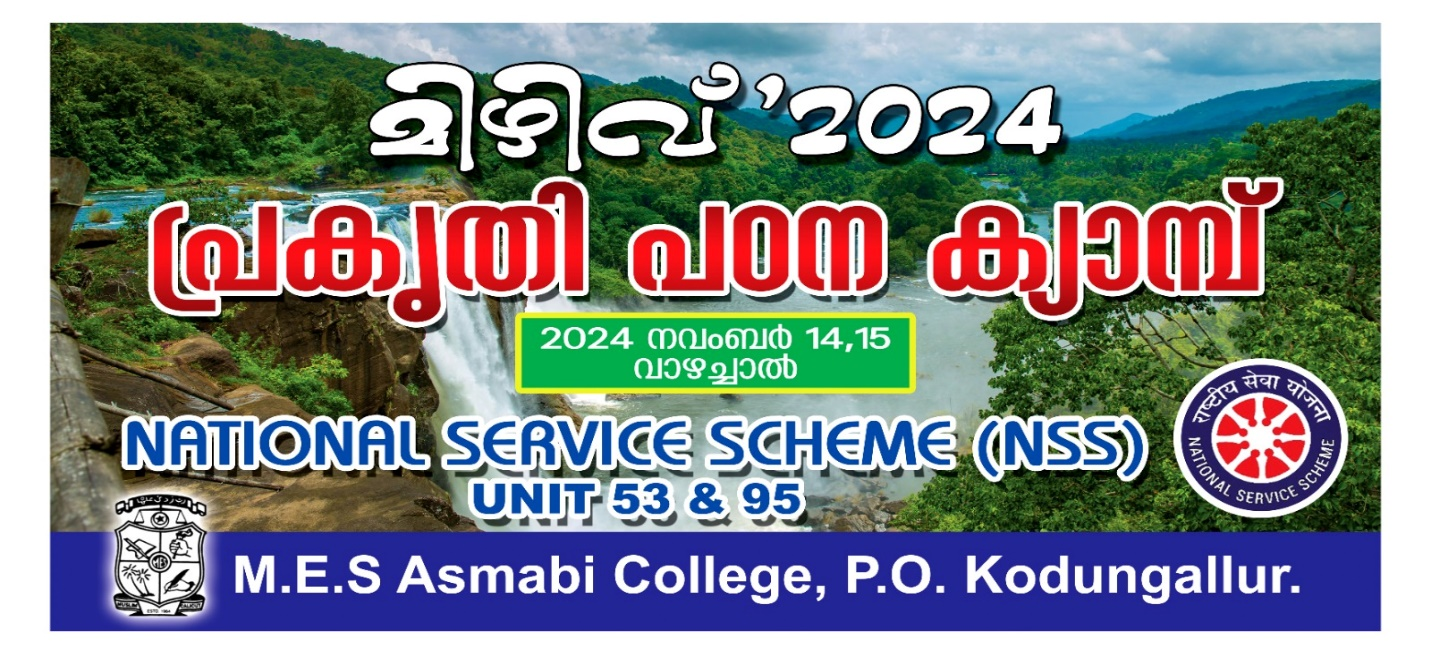 മിഴിവ് '2024
പ്രകൃതി പഠന ക്യാമ്പ്
2024 നവംബർ 14,15
വാഴച്ചാൽ
NATIONAL SERVICE SCHEME (NSS)
UNIT 53 & 95
राष्ट्रीय सेवा योजना
NATIONAL SERVICE SCHEME
MES
M.E.S Asmabi College, P.O. Kodungallur.